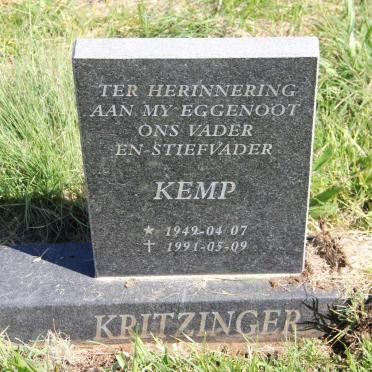 TER HERINNERING
AAN MY EGGENOOT
ONS VADER
EN STIEFVADER
KEMP
★ 1949-04 07
✝ 1991-05-09
KRITZINGER